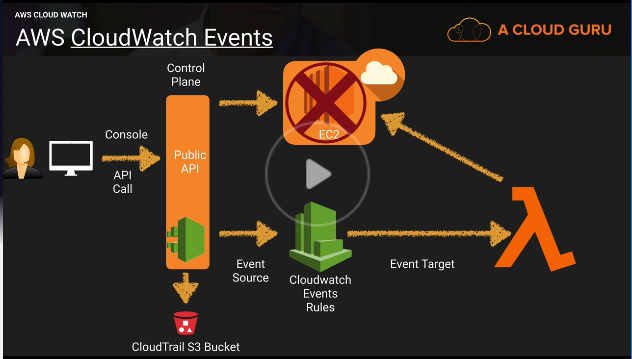 AWS CLOUD WATCH
AWS CloudWatch Events
A CLOUD GURU
Control
Plane
EC2
Console
Public
API
API
Call
Event
Source
Cloudwatch
Events
Rules
Event Target
CloudTrail S3 Bucket